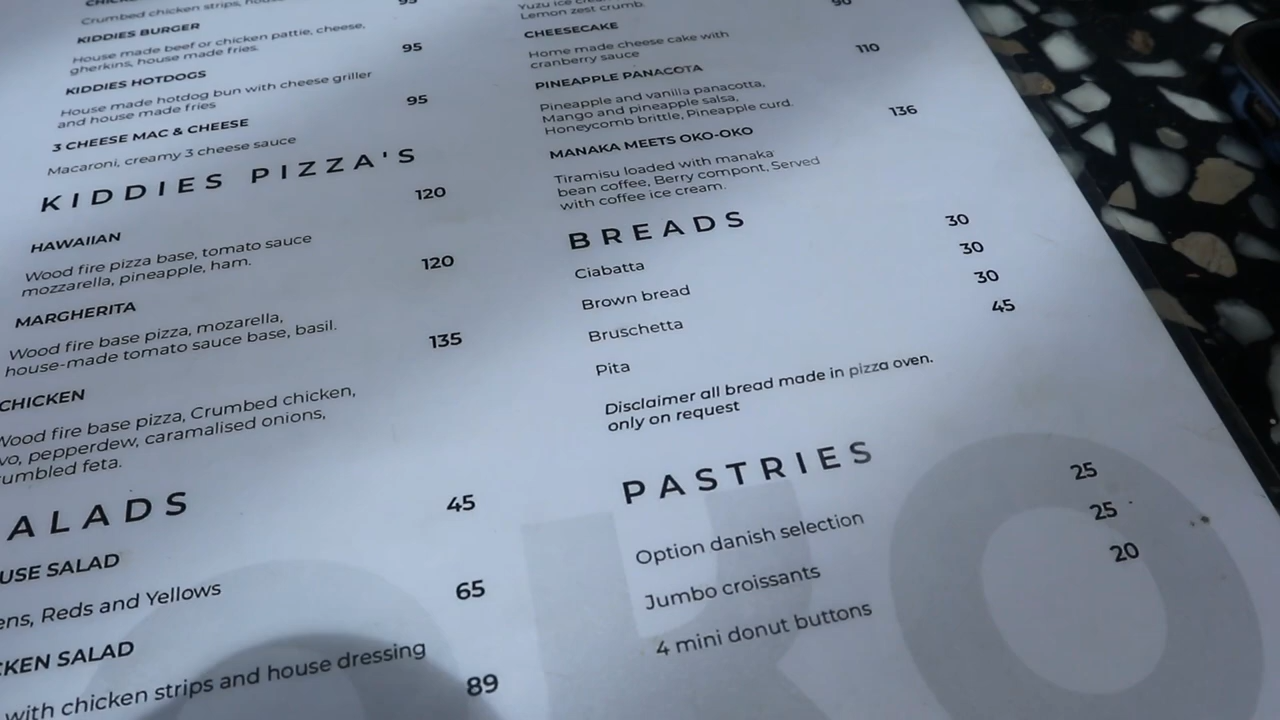 Crumbed chicken strips,
KIDDIES BURGER
House made beef or chicken pattie, cheese,
gherkins, house made fries.
95
KIDDIES HOTDOGS
House made hotdog bun with cheese griller
and house made fries
95
3 CHEESE MAC & CHEESE
Macaroni, creamy 3 cheese sauce
KIDDIES PIZZA'S
120
HAWAIIAN
Wood fire pizza base, tomato sauce
mozzarella, pineapple, ham.
120
MARGHERITA
Wood fire base pizza, mozarella,
house-made tomato sauce base, basil.
135
CHICKEN
Wood fire base pizza, Crumbed chicken,
vo, pepperdew, caramalised onions,
umbled feta.
ALADS
45
USE SALAD
ens, Reds and Yellows
65
KEN SALAD
with chicken strips and house dressing
89
Lemon zest crumb.
90
CHEESECAKE
Home made cheese cake with
cranberry sauce
110
PINEAPPLE PANACOTA
Pineapple and vanilla panacotta,
Mango and pineapple salsa,
Honeycomb brittle, Pineapple curd.
136
MANAKA MEETS OKO-OKO
Tiramisu loaded with manaka
bean coffee, Berry compont, Served
with coffee ice cream.
BREADS
30
Ciabatta
30
Brown bread
30
Bruschetta
45
Pita
Disclaimer all bread made in pizza oven.
only on request
PASTRIES
25
Option danish selection
25
Jumbo croissants
20
4 mini donut buttons